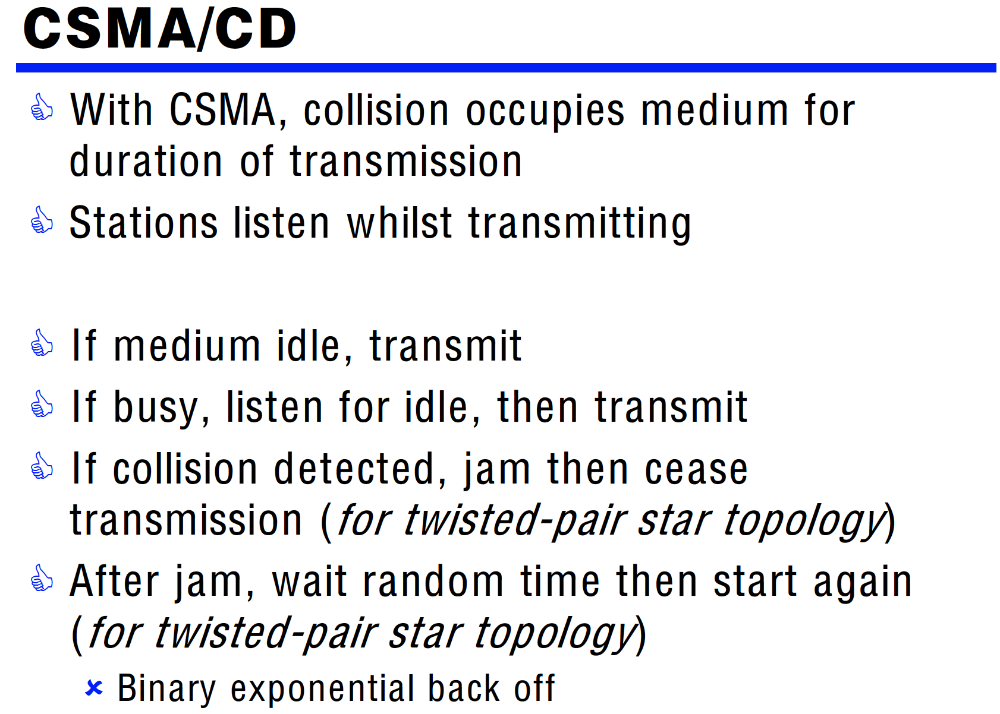 CSMA/CD
With CSMA, collision occupies medium for
duration of transmission
Stations listen whilst transmitting
If medium idle, transmit
If busy, listen for idle, then transmit
If collision detected, jam then cease
transmission (for twisted-pair star topology)
After jam, wait random time then start again
(for twisted-pair star topology)
Binary exponential back off